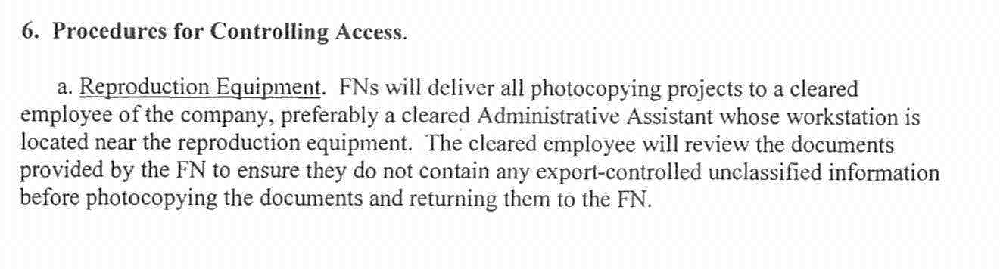 6. Procedures for Controlling Access.
a. Reproduction Equipment. FNs will deliver all photocopying projects to a cleared
employee of the company, preferably a cleared Administrative Assistant whose workstation is
located near the reproduction equipment. The cleared employee will review the documents
provided by the FN to ensure they do not contain any export-controlled unclassified information
before photocopying the documents and returning them to the FN.